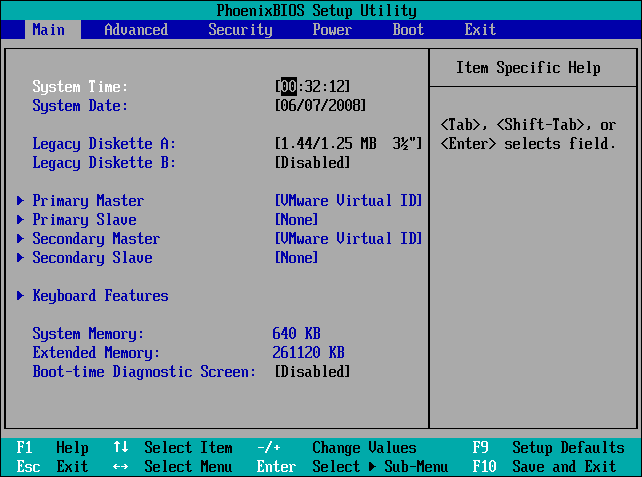 PhoenixBIOS Setup Utility
Main Advanced Security Power Boot Exit
Item Specific Help
System Time: [00:32:12]
System Date: [06/07/2008]
<Tab>, <Shift-Tab>, or
<Enter> selects field.
Legacy Diskette A: [1.44/1.25 MB 3½"]
Legacy Diskette B: [Disabled]
Primary Master [VMware Virtual ID]
Primary Slave [None]
Secondary Master [VMware Virtual ID]
Secondary Slave [None]
Keyboard Features
System Memory: 640 KB
Extended Memory: 261120 KB
Boot-time Diagnostic Screen: [Disabled]
F1 Help ↑↓ Select Item -/+ Change Values F9 Setup Defaults
Esc Exit ↔ Select Menu Enter Select ▶ Sub-Menu F10 Save and Exit